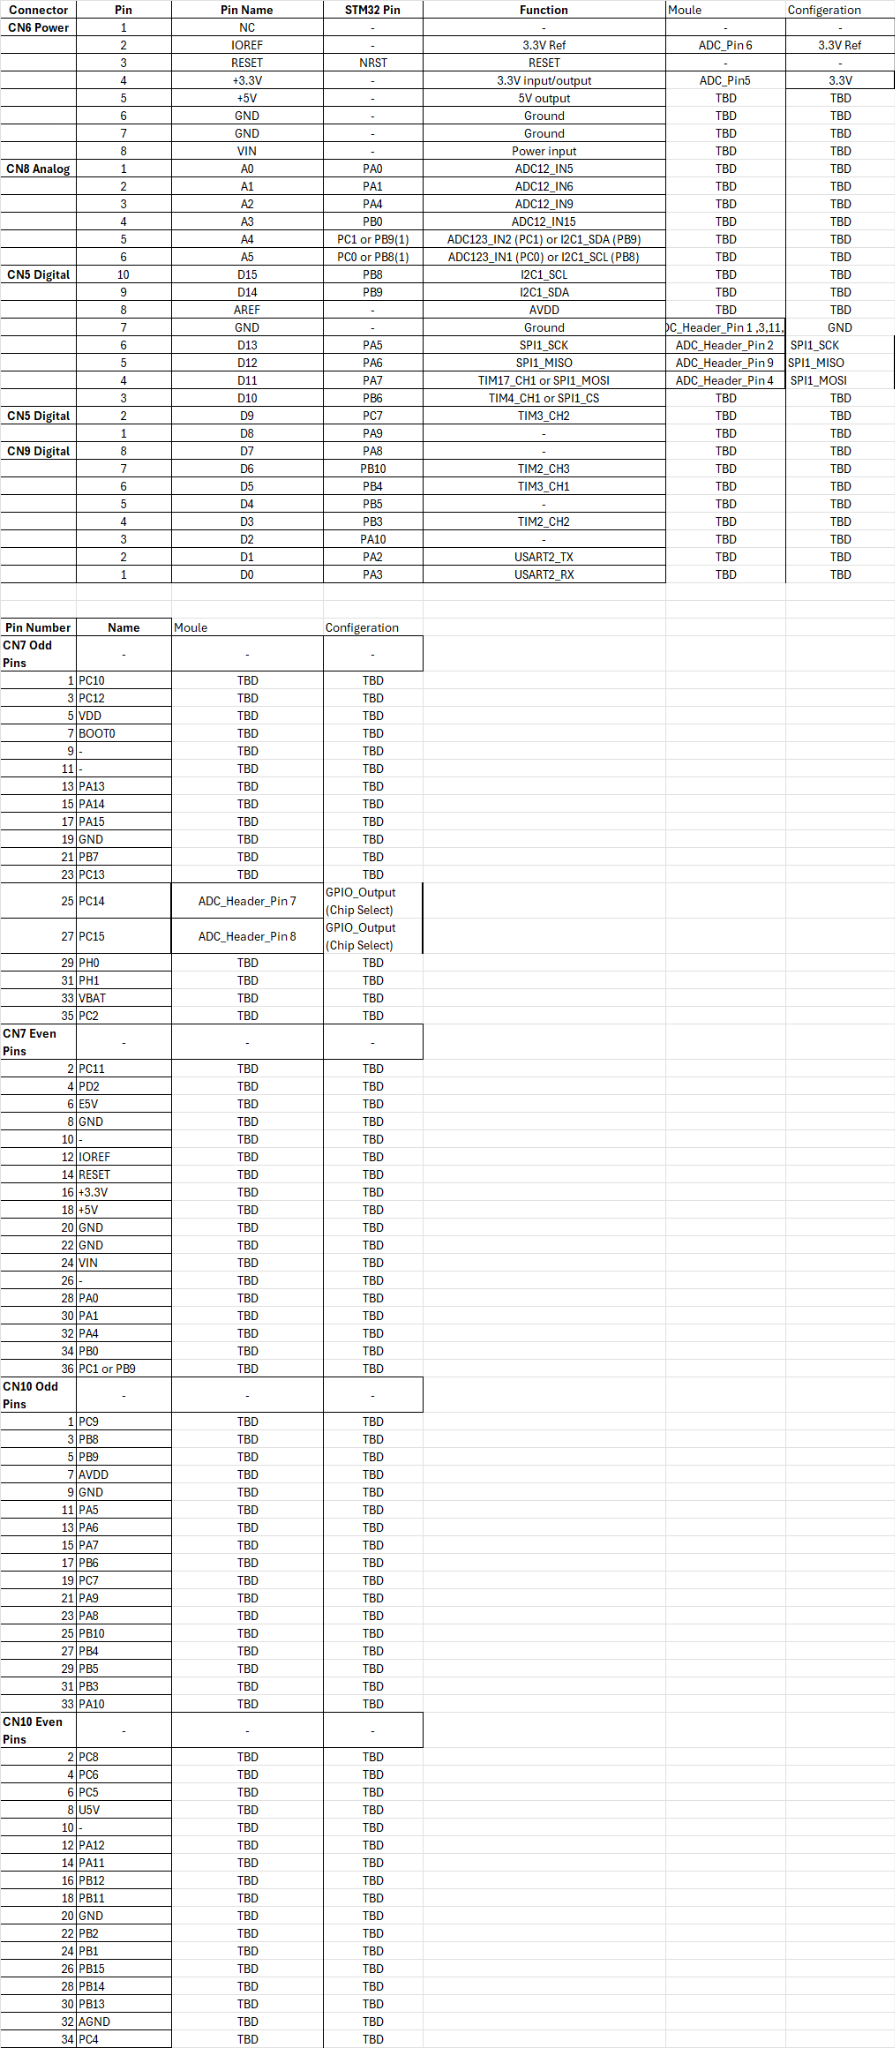 Connector Pin Pin Name STM32 Pin Function Moule Configeration
CN6 Power 1 NC - - - -
2 IOREF - 3.3V Ref ADC_Pin 6 3.3V Ref
3 RESET NRST RESET - -
4 +3.3V - 3.3V input/output ADC_Pin5 3.3V
5 +5V - 5V output TBD TBD
6 GND - Ground TBD TBD
7 GND - Ground TBD TBD
8 VIN - Power input TBD TBD
CN8 Analog 1 A0 PA0 ADC12_IN5 TBD TBD
2 A1 PA1 ADC12_IN6 TBD TBD
3 A2 PA4 ADC12_IN9 TBD TBD
4 A3 PB0 ADC12_IN15 TBD TBD
5 A4 PC1 or PB9(1) ADC123_IN2 (PC1) or I2C1_SDA (PB9) TBD TBD
6 A5 PC0 or PB8(1) ADC123_IN1 (PC0) or I2C1_SCL (PB8) TBD TBD
CN5 Digital 10 D15 PB8 I2C1_SCL TBD TBD
9 D14 PB9 I2C1_SDA TBD TBD
8 AREF - AVDD TBD TBD
7 GND - Ground C_Header_Pin 1 ,3,11, GND
6 D13 PA5 SPI1_SCK ADC_Header_Pin 2 SPI1_SCK
5 D12 PA6 SPI1_MISO ADC_Header_Pin 9 SPI1_MISO
4 D11 PA7 TIM17_CH1 or SPI1_MOSI ADC_Header_Pin 4 SPI1_MOSI
3 D10 PB6 TIM4_CH1 or SPI1_CS TBD TBD
CN5 Digital 2 D9 PC7 TIM3_CH2 TBD TBD
1 D8 PA9 - TBD TBD
CN9 Digital 8 D7 PA8 - TBD TBD
7 D6 PB10 TIM2_CH3 TBD TBD
6 D5 PB4 TIM3_CH1 TBD TBD
5 D4 PB5 - TBD TBD
4 D3 PB3 TIM2_CH2 TBD TBD
3 D2 PA10 - TBD TBD
2 D1 PA2 USART2_TX TBD TBD
1 D0 PA3 USART2_RX TBD TBD
Pin Number Name Moule Configeration
CN7 Odd
Pins - - -
1 PC10 TBD TBD
3 PC12 TBD TBD
5 VDD TBD TBD
7 BOOT0 TBD TBD
9 - TBD TBD
11 - TBD TBD
13 PA13 TBD TBD
15 PA14 TBD TBD
17 PA15 TBD TBD
19 GND TBD TBD
21 PB7 TBD TBD
23 PC13 TBD TBD
25 PC14 ADC_Header_Pin 7 GPIO_Output
(Chip Select)
27 PC15 ADC_Header_Pin 8 GPIO_Output
(Chip Select)
29 PH0 TBD TBD
31 PH1 TBD TBD
33 VBAT TBD TBD
35 PC2 TBD TBD
CN7 Even
Pins - - -
2 PC11 TBD TBD
4 PD2 TBD TBD
6 E5V TBD TBD
8 GND TBD TBD
10 - TBD TBD
12 IOREF TBD TBD
14 RESET TBD TBD
16 +3.3V TBD TBD
18 +5V TBD TBD
20 GND TBD TBD
22 GND TBD TBD
24 VIN TBD TBD
26 - TBD TBD
28 PA0 TBD TBD
30 PA1 TBD TBD
32 PA4 TBD TBD
34 PB0 TBD TBD
36 PC1 or PB9 TBD TBD
CN10 Odd
Pins - - -
1 PC9 TBD TBD
3 PB8 TBD TBD
5 PB9 TBD TBD
7 AVDD TBD TBD
9 GND TBD TBD
11 PA5 TBD TBD
13 PA6 TBD TBD
15 PA7 TBD TBD
17 PB6 TBD TBD
19 PC7 TBD TBD
21 PA9 TBD TBD
23 PA8 TBD TBD
25 PB10 TBD TBD
27 PB4 TBD TBD
29 PB5 TBD TBD
31 PB3 TBD TBD
33 PA10 TBD TBD
CN10 Even
Pins - - -
2 PC8 TBD TBD
4 PC6 TBD TBD
6 PC5 TBD TBD
8 U5V TBD TBD
10 - TBD TBD
12 PA12 TBD TBD
14 PA11 TBD TBD
16 PB12 TBD TBD
18 PB11 TBD TBD
20 GND TBD TBD
22 PB2 TBD TBD
24 PB1 TBD TBD
26 PB15 TBD TBD
28 PB14 TBD TBD
30 PB13 TBD TBD
32 AGND TBD TBD
34 PC4 TBD TBD